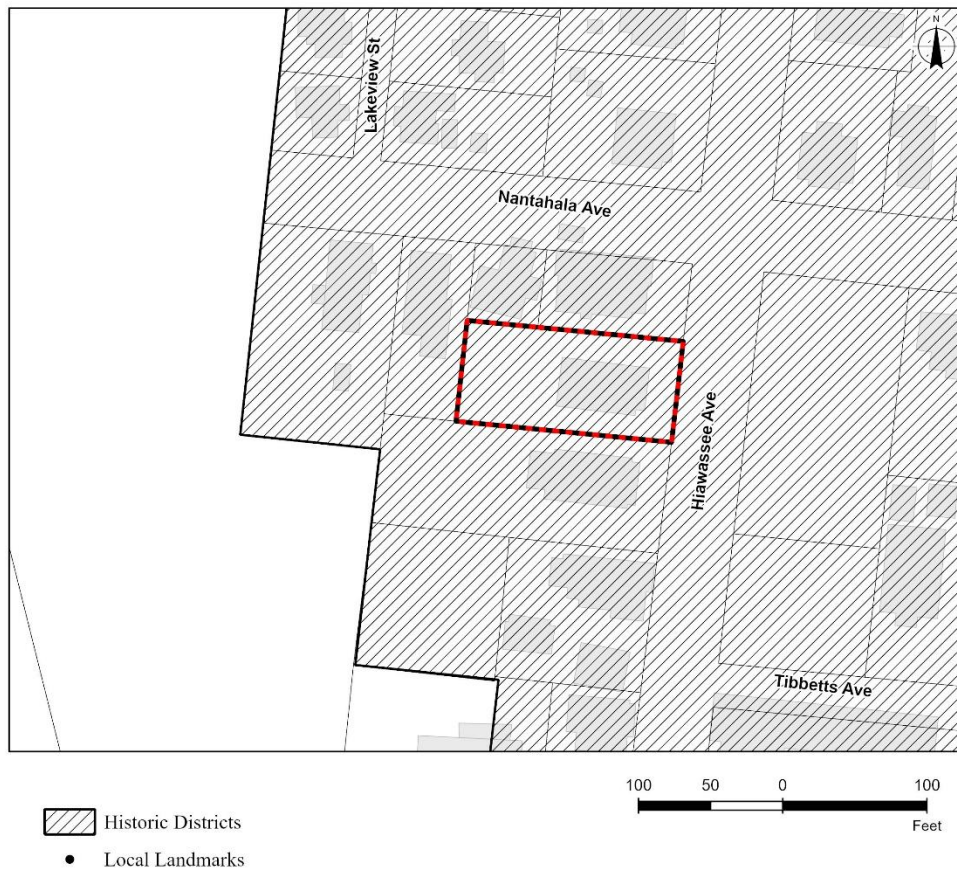 N
Lakeview St
Nantahala Ave
Hiawassee Ave
Tibbetts Ave
100 50 0 100
Feet
Historic Districts
Local Landmarks